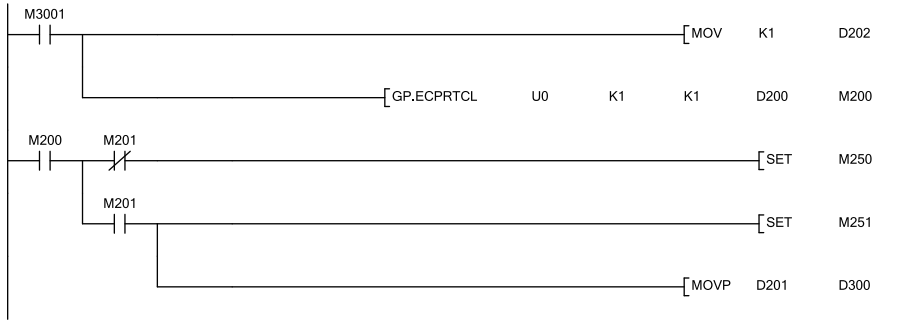 M3001
MOV K1 D202
GP.ECPRTCL U0 K1 K1 D200 M200
M200 M201
SET M250
M201
SET M251
MOVP D201 D300